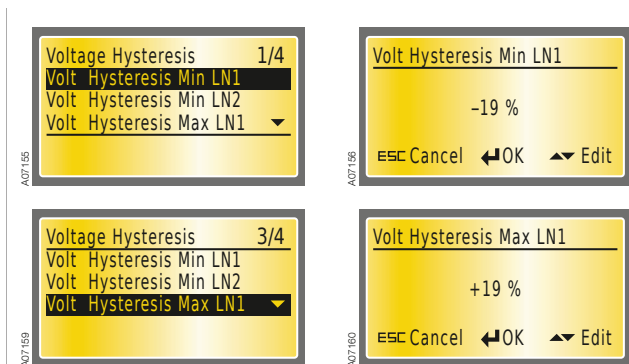 Voltage Hysteresis 1/4
Volt Hysteresis Min LN1
Volt Hysteresis Min LN2
Volt Hysteresis Max LN1
A07155
Volt Hysteresis Min LN1
–19 %
ESC Cancel OK Edit
A07156
Voltage Hysteresis 3/4
Volt Hysteresis Min LN1
Volt Hysteresis Min LN2
Volt Hysteresis Max LN1
A07159
Volt Hysteresis Max LN1
+19 %
ESC Cancel OK Edit
A07160